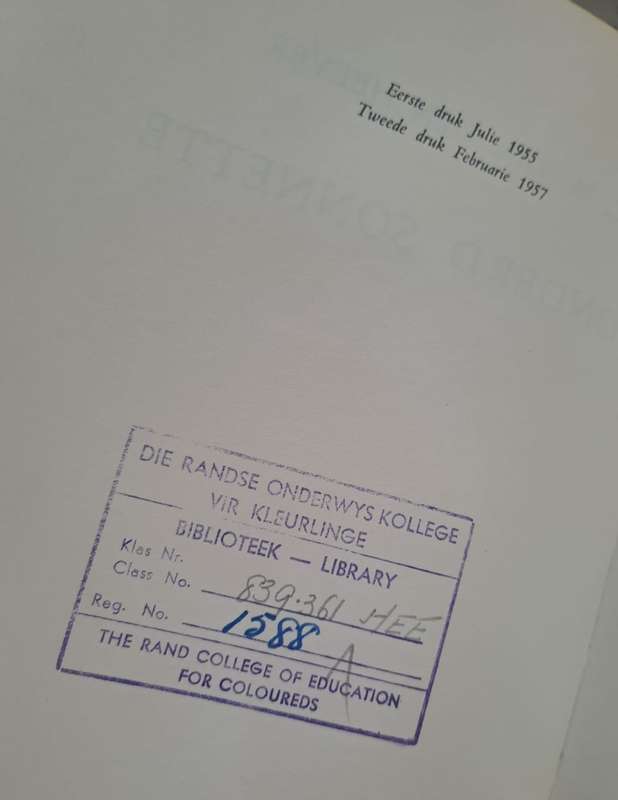 Eerste druk Julie 1955
Tweede druk Februarie 1957
SONNETTE
DIE RANDSE ONDERWYS KOLLEGE
VIR KLEURLINGE
BIBLIOTEEK — LIBRARY
Klas Nr.
Class No. 839.361 HEE
Reg. No. 1588
A
THE RAND COLLEGE OF EDUCATION
FOR COLOUREDS